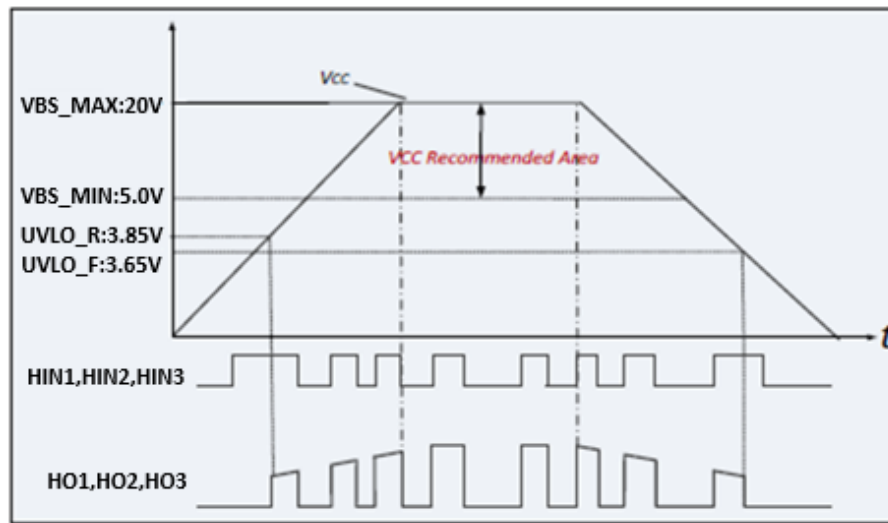 Vcc
VBS_MAX:20V
VCC Recommended Area
VBS_MIN:5.0V
UVLO_R:3.85V
UVLO_F:3.65V
t
HIN1,HIN2,HIN3
HO1,HO2,HO3